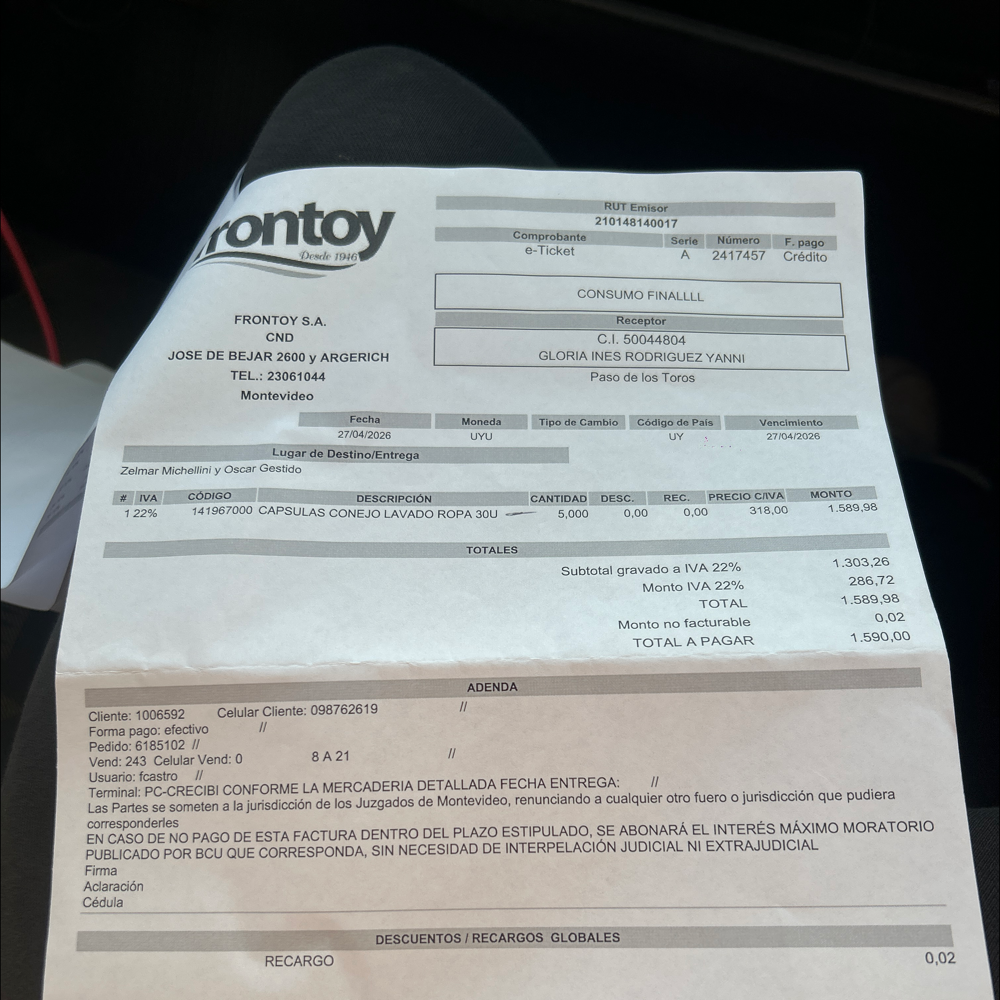 frontoy
Desde 1946
FRONTOY S.A.
CND
JOSE DE BEJAR 2600 y ARGERICH
TEL.: 23061044
Montevideo
RUT Emisor
210148140017
Comprobante Serie Número F. pago
e-Ticket A 2417457 Crédito
CONSUMO FINALLLL
Receptor
C.I. 50044804
GLORIA INES RODRIGUEZ YANNI
Paso de los Toros
Fecha Moneda Tipo de Cambio Código de País Vencimiento
27/04/2026 UYU UY 27/04/2026
Lugar de Destino/Entrega
Zelmar Michellini y Oscar Gestido
# IVA CÓDIGO DESCRIPCIÓN CANTIDAD DESC. REC. PRECIO C/IVA MONTO
1 22% 141967000 CAPSULAS CONEJO LAVADO ROPA 30U 5,000 0,00 0,00 318,00 1.589,98
TOTALES
Subtotal gravado a IVA 22% 1.303,26
Monto IVA 22% 286,72
TOTAL 1.589,98
Monto no facturable 0,02
TOTAL A PAGAR 1.590,00
ADENDA
Cliente: 1006592 Celular Cliente: 098762619 //
Forma pago: efectivo //
Pedido: 6185102 //
Vend: 243 Celular Vend: 0 8 A 21 //
Usuario: fcastro //
Terminal: PC-CRECIBI CONFORME LA MERCADERIA DETALLADA FECHA ENTREGA: //
Las Partes se someten a la jurisdicción de los Juzgados de Montevideo, renunciando a cualquier otro fuero o jurisdicción que pudiera
corresponderles
EN CASO DE NO PAGO DE ESTA FACTURA DENTRO DEL PLAZO ESTIPULADO, SE ABONARÁ EL INTERÉS MÁXIMO MORATORIO
PUBLICADO POR BCU QUE CORRESPONDA, SIN NECESIDAD DE INTERPELACIÓN JUDICIAL NI EXTRAJUDICIAL
Firma
Aclaración
Cédula
DESCUENTOS / RECARGOS GLOBALES
RECARGO 0,02